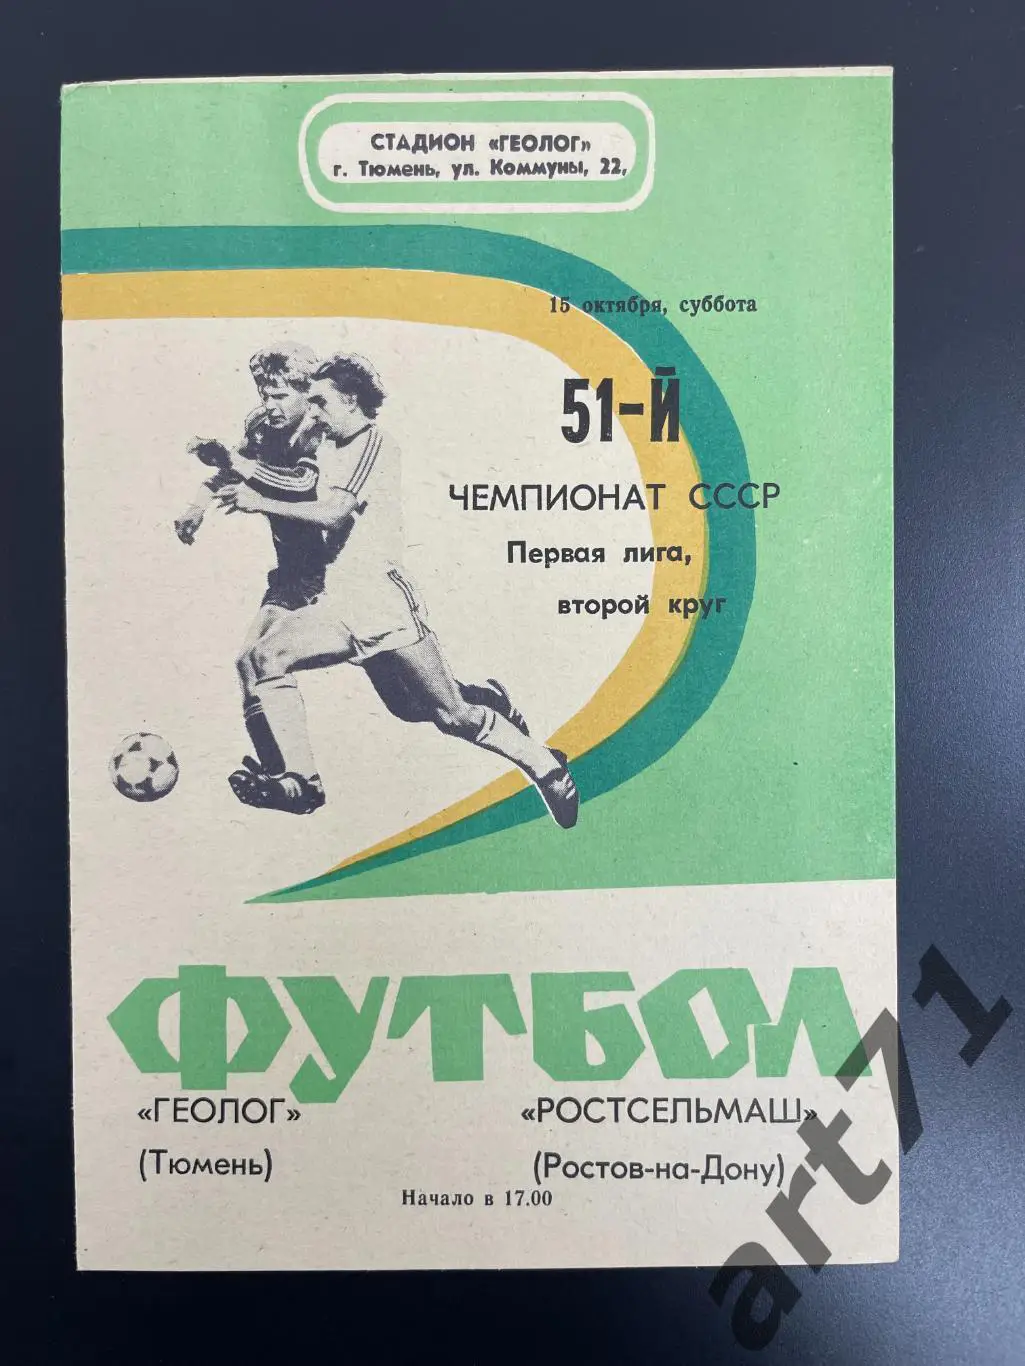 СТАДИОН «ГЕОЛОГ»
г. Тюмень, ул. Коммуны, 22,
15 октября, суббота
51-Й
ЧЕМПИОНАТ СССР
Первая лига,
второй круг
ФУТБОЛ
«ГЕОЛОГ» «РОСТСЕЛЬМАШ»
(Тюмень) (Ростов-на-Дону)
Начало в 17.00
art71